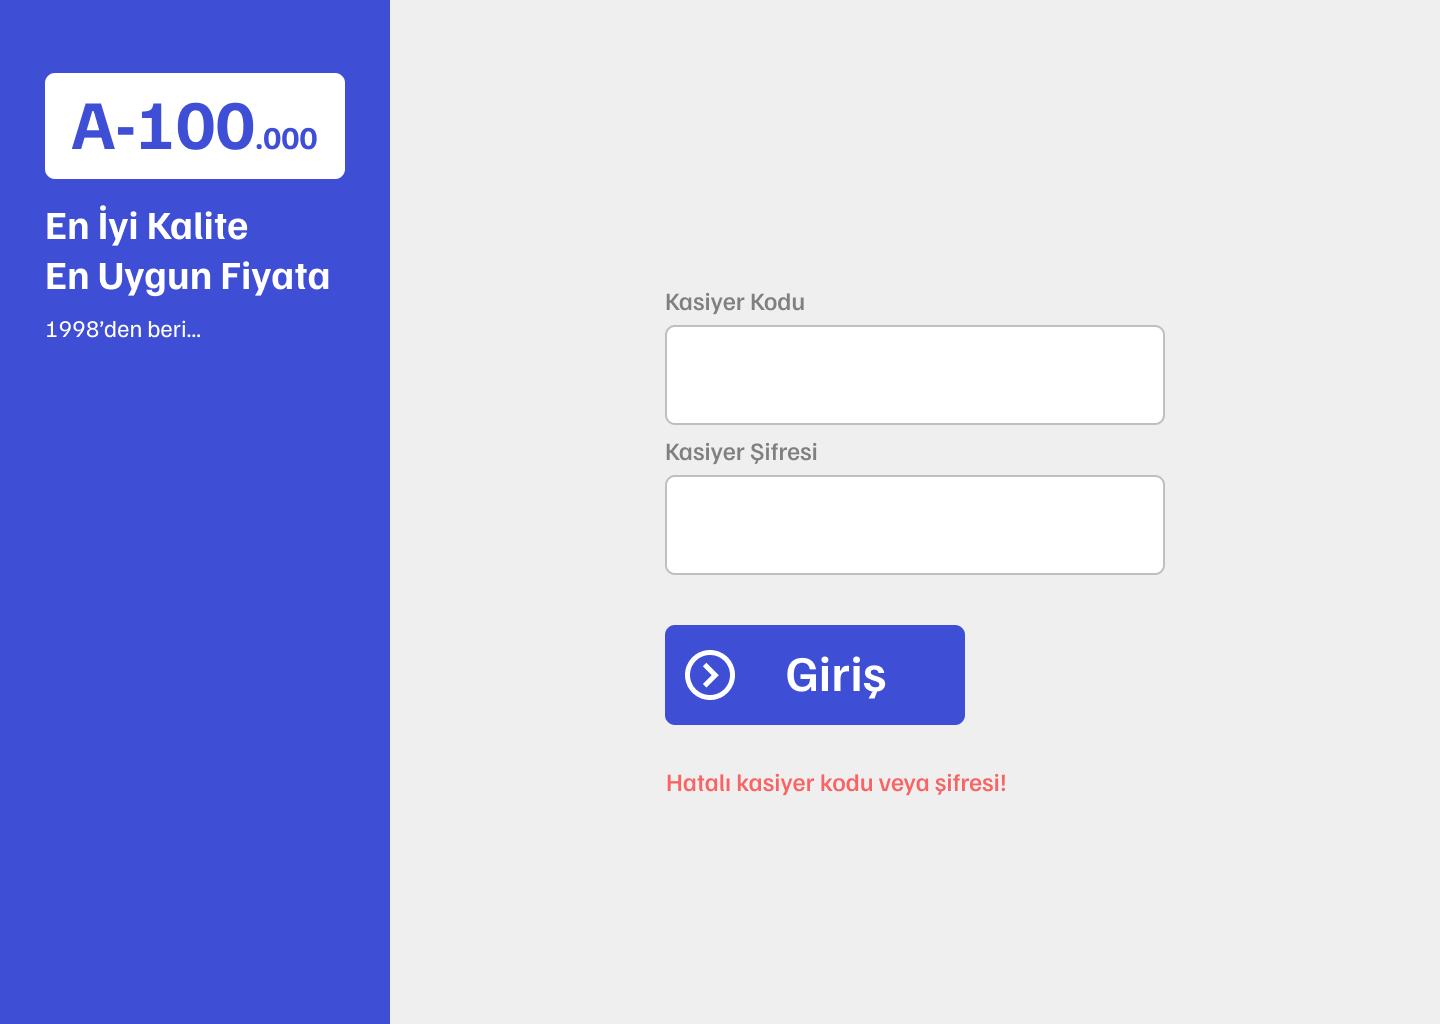 A-100.000
En İyi Kalite
En Uygun Fiyata
1998’den beri...
Kasiyer Kodu
Kasiyer Şifresi
Giriş
Hatalı kasiyer kodu veya şifresi!